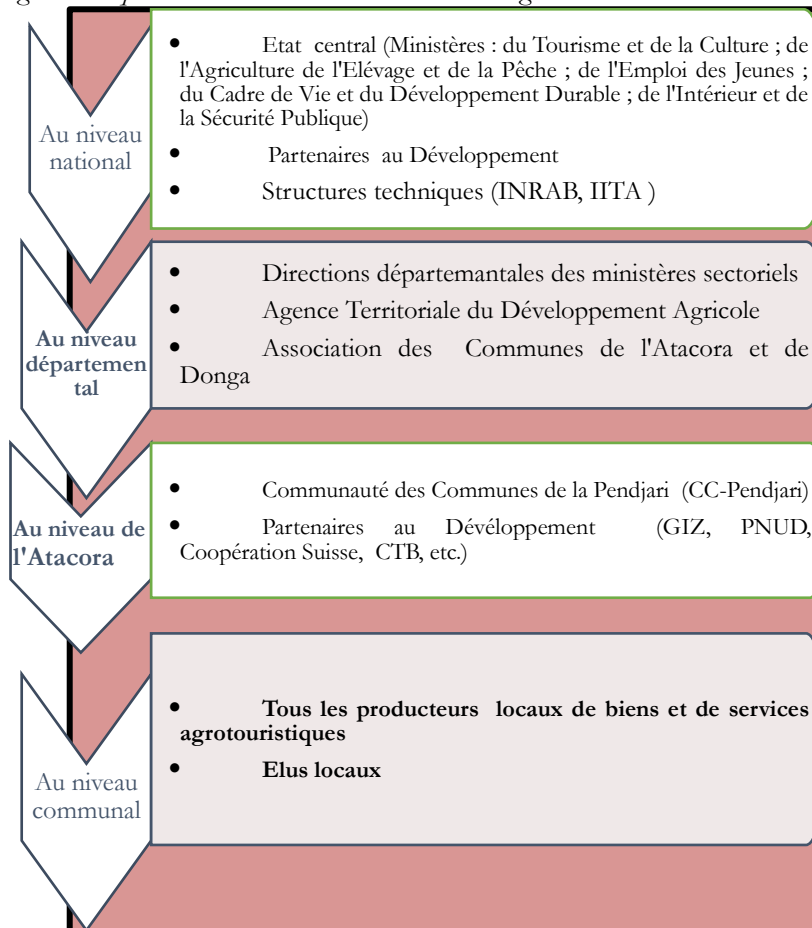 Au niveau
national
• Etat central (Ministères : du Tourisme et de la Culture ; de
l'Agriculture de l'Elévage et de la Pêche ; de l'Emploi des Jeunes ;
du Cadre de Vie et du Développement Durable ; de l'Intérieur et de
la Sécurité Publique)
• Partenaires au Développement
• Structures techniques (INRAB, IITA )
Au niveau
départemen
tal
• Directions départemantales des ministères sectoriels
• Agence Territoriale du Développement Agricole
• Association des Communes de l'Atacora et de
Donga
Au niveau de
l'Atacora
• Communauté des Communes de la Pendjari (CC-Pendjari)
• Partenaires au Dévéloppement (GIZ, PNUD,
Coopération Suisse, CTB, etc.)
Au niveau
communal
• Tous les producteurs locaux de biens et de services
agrotouristiques
• Elus locaux